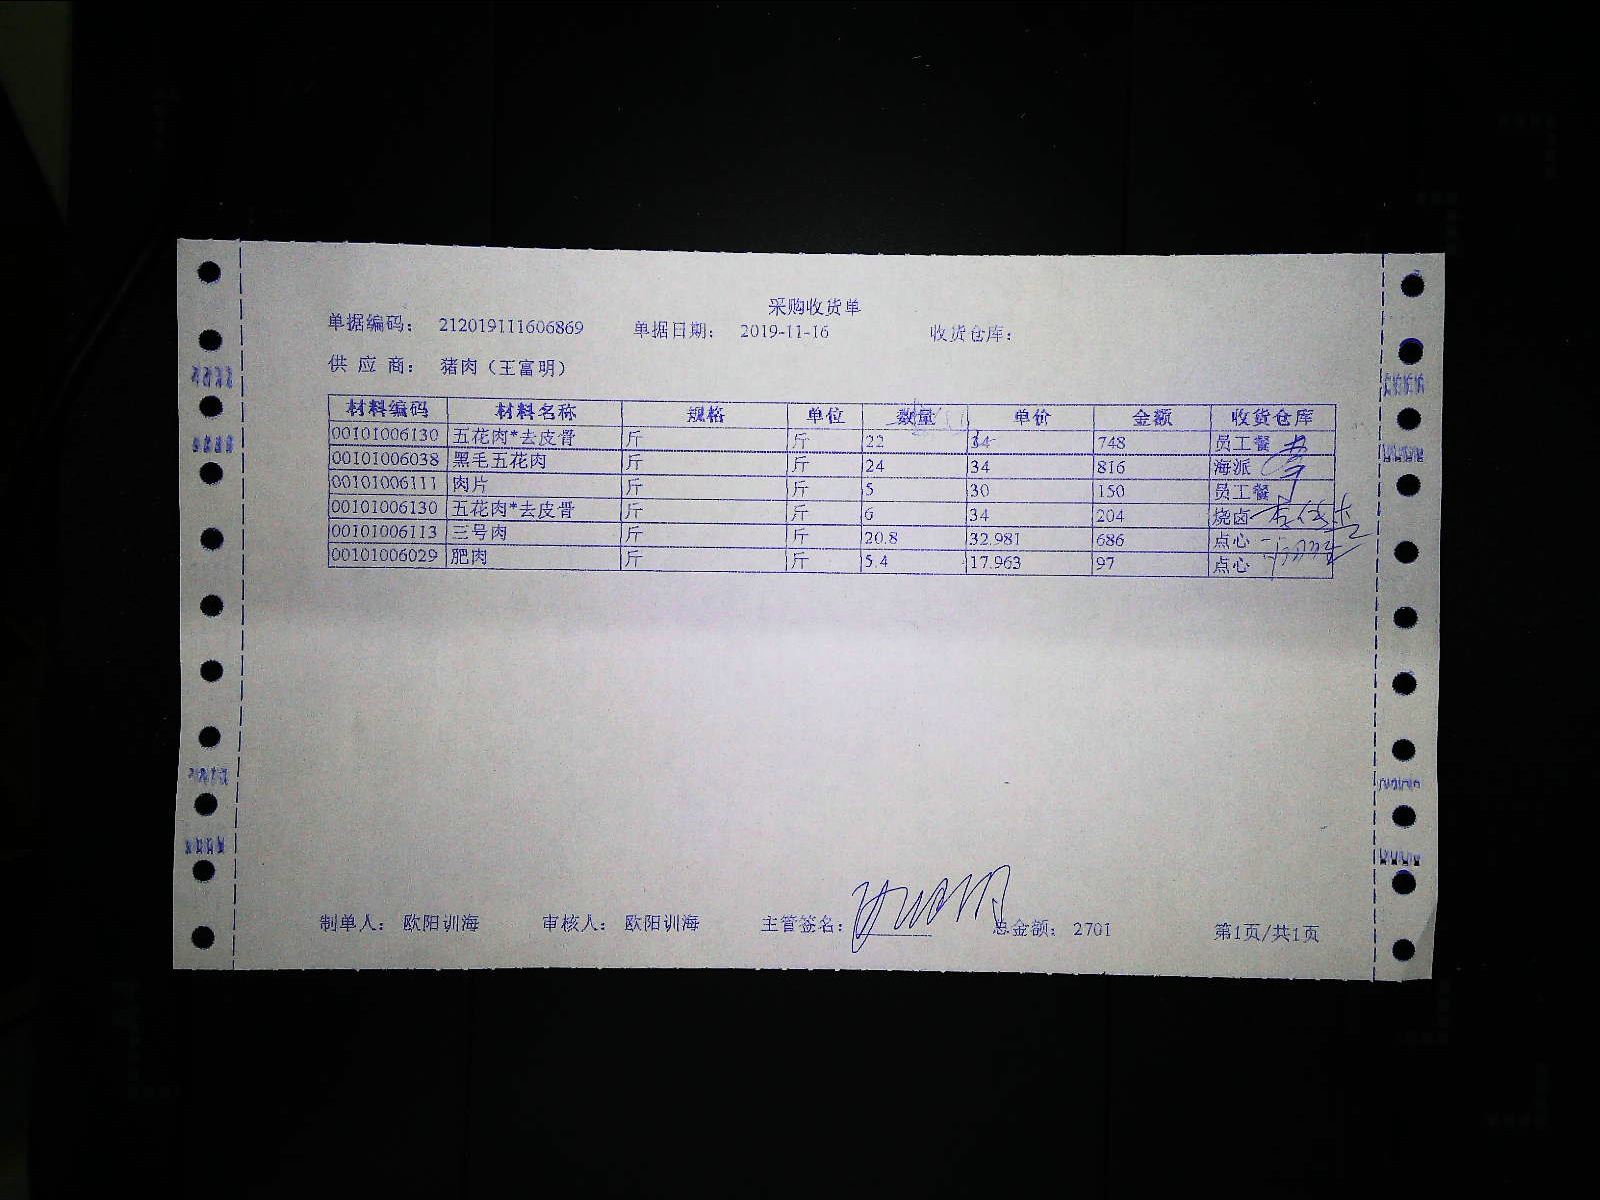 采购收货单
单据编码： 212019111606869 单据日期： 2019-11-16 收货仓库：
供 应 商： 猪肉（王富明）
材料编码 材料名称 规格 单位 数量 单价 金额 收货仓库
00101006130 五花肉*去皮骨 斤 斤 22 34 748 员工餐
00101006038 黑毛五花肉 斤 斤 24 34 816 海派
00101006111 肉片 斤 斤 5 30 150 员工餐
00101006130 五花肉*去皮骨 斤 斤 6 34 204 烧卤
00101006113 三号肉 斤 斤 20.8 32.981 686 点心
00101006029 肥肉 斤 斤 5.4 17.963 97 点心
制单人： 欧阳训海 审核人： 欧阳训海 主管签名： 总金额： 2701 第1页/共1页